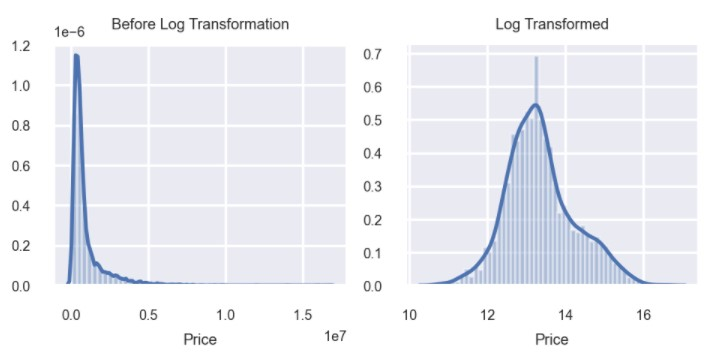 Before Log Transformation
1e−6
1.2
1.0
0.8
0.6
0.4
0.2
0.0
0.0 0.5 1.0 1.5
1e7
Price
Log Transformed
0.7
0.6
0.5
0.4
0.3
0.2
0.1
0.0
10 12 14 16
Price